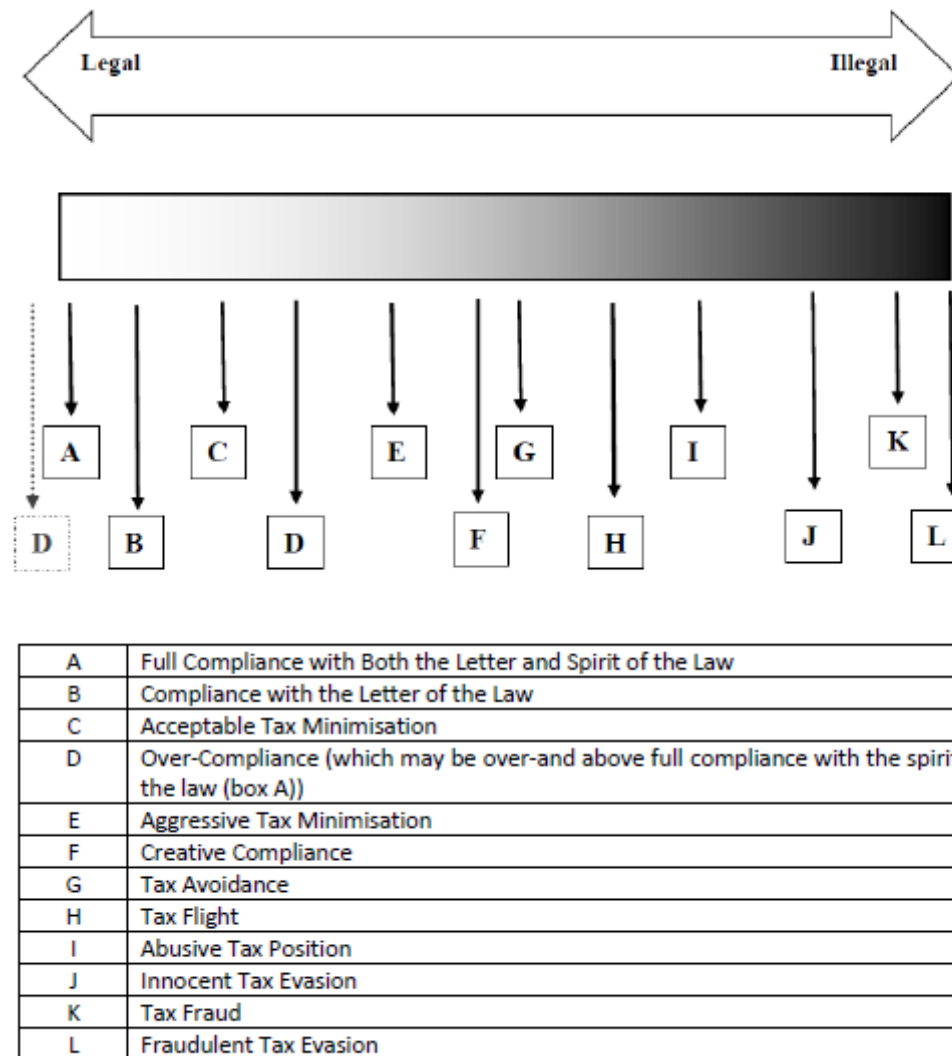 Legal Illegal
A C E G I K
D B D F H J L
A Full Compliance with Both the Letter and Spirit of the Law
B Compliance with the Letter of the Law
C Acceptable Tax Minimisation
D Over-Compliance (which may be over-and above full compliance with the spirit
the law (box A))
E Aggressive Tax Minimisation
F Creative Compliance
G Tax Avoidance
H Tax Flight
I Abusive Tax Position
J Innocent Tax Evasion
K Tax Fraud
L Fraudulent Tax Evasion